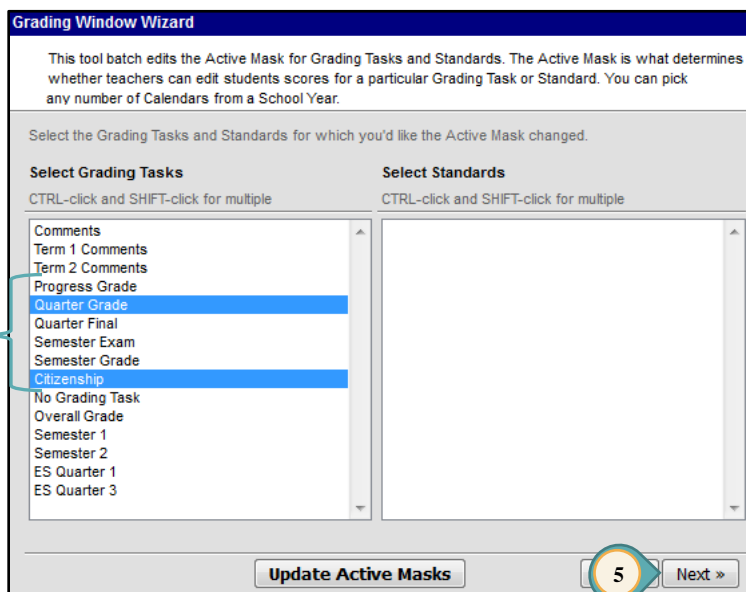 Grading Window Wizard
This tool batch edits the Active Mask for Grading Tasks and Standards. The Active Mask is what determines
whether teachers can edit students scores for a particular Grading Task or Standard. You can pick
any number of Calendars from a School Year.
Select the Grading Tasks and Standards for which you'd like the Active Mask changed.
Select Grading Tasks
CTRL-click and SHIFT-click for multiple
Comments
Term 1 Comments
Term 2 Comments
Progress Grade
Quarter Grade
Quarter Final
Semester Exam
Semester Grade
Citizenship
No Grading Task
Overall Grade
Semester 1
Semester 2
ES Quarter 1
ES Quarter 3
Select Standards
CTRL-click and SHIFT-click for multiple
Update Active Masks
5
Next »